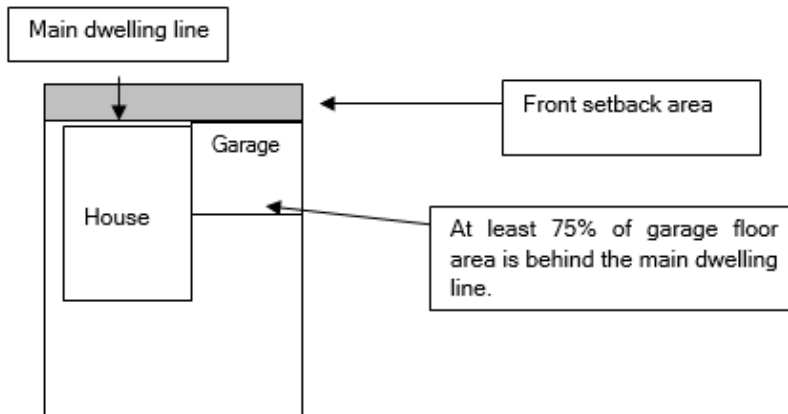 Main dwelling line
Front setback area
Garage
House
At least 75% of garage floor
area is behind the main dwelling
line.